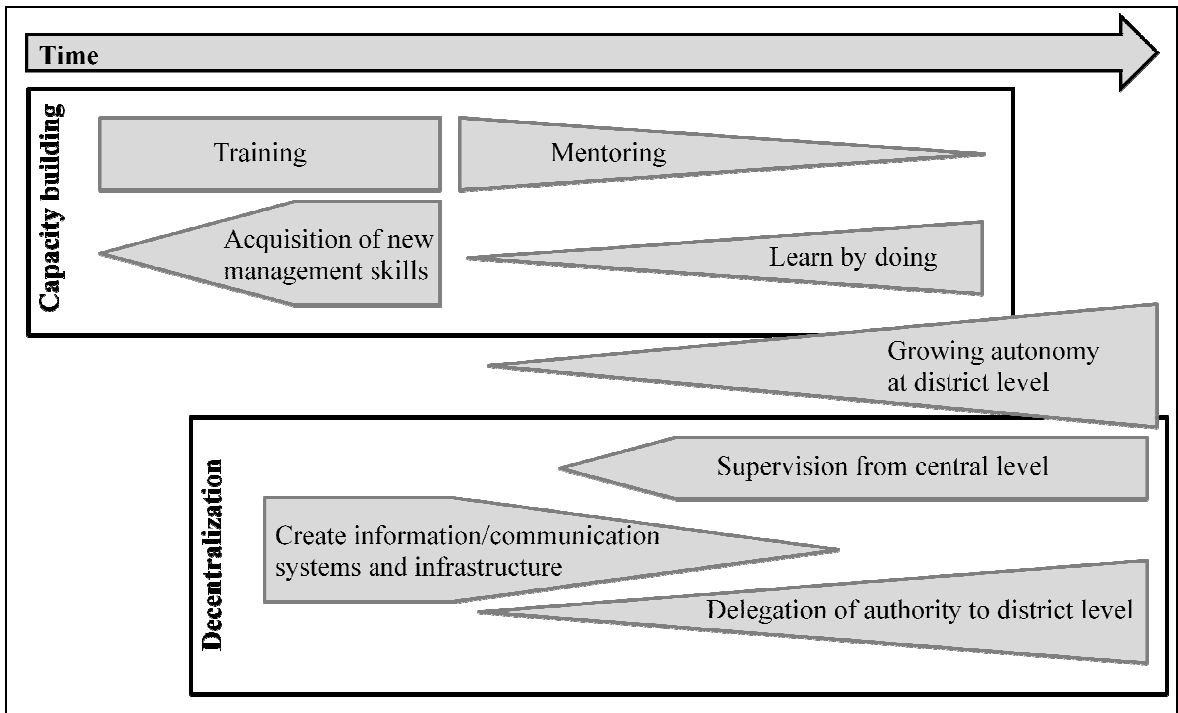 Time
Capacity building
Training
Mentoring
Acquisition of new
management skills
Learn by doing
Growing autonomy
at district level
Decentralization
Supervision from central level
Create information/communication
systems and infrastructure
Delegation of authority to district level